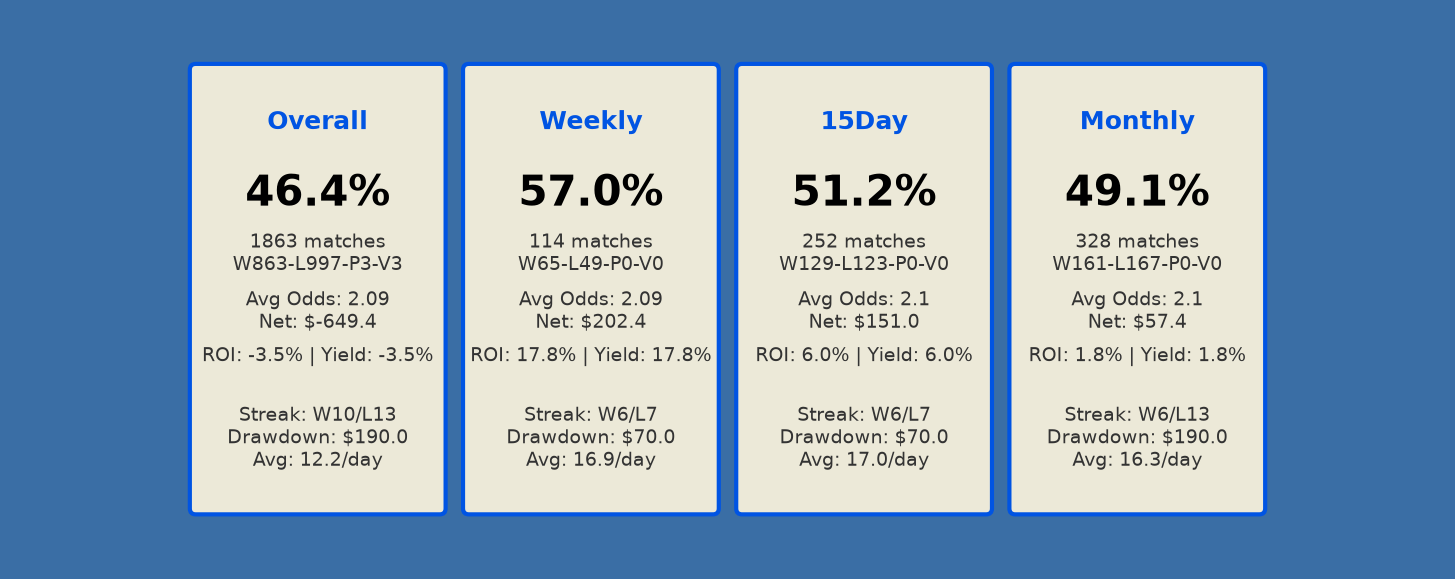 Overall
46.4%
1863 matches
W863-L997-P3-V3
Avg Odds: 2.09
Net: $-649.4
ROI: -3.5% | Yield: -3.5%
Streak: W10/L13
Drawdown: $190.0
Avg: 12.2/day
Weekly
57.0%
114 matches
W65-L49-P0-V0
Avg Odds: 2.09
Net: $202.4
ROI: 17.8% | Yield: 17.8%
Streak: W6/L7
Drawdown: $70.0
Avg: 16.9/day
15Day
51.2%
252 matches
W129-L123-P0-V0
Avg Odds: 2.1
Net: $151.0
ROI: 6.0% | Yield: 6.0%
Streak: W6/L7
Drawdown: $70.0
Avg: 17.0/day
Monthly
49.1%
328 matches
W161-L167-P0-V0
Avg Odds: 2.1
Net: $57.4
ROI: 1.8% | Yield: 1.8%
Streak: W6/L13
Drawdown: $190.0
Avg: 16.3/day